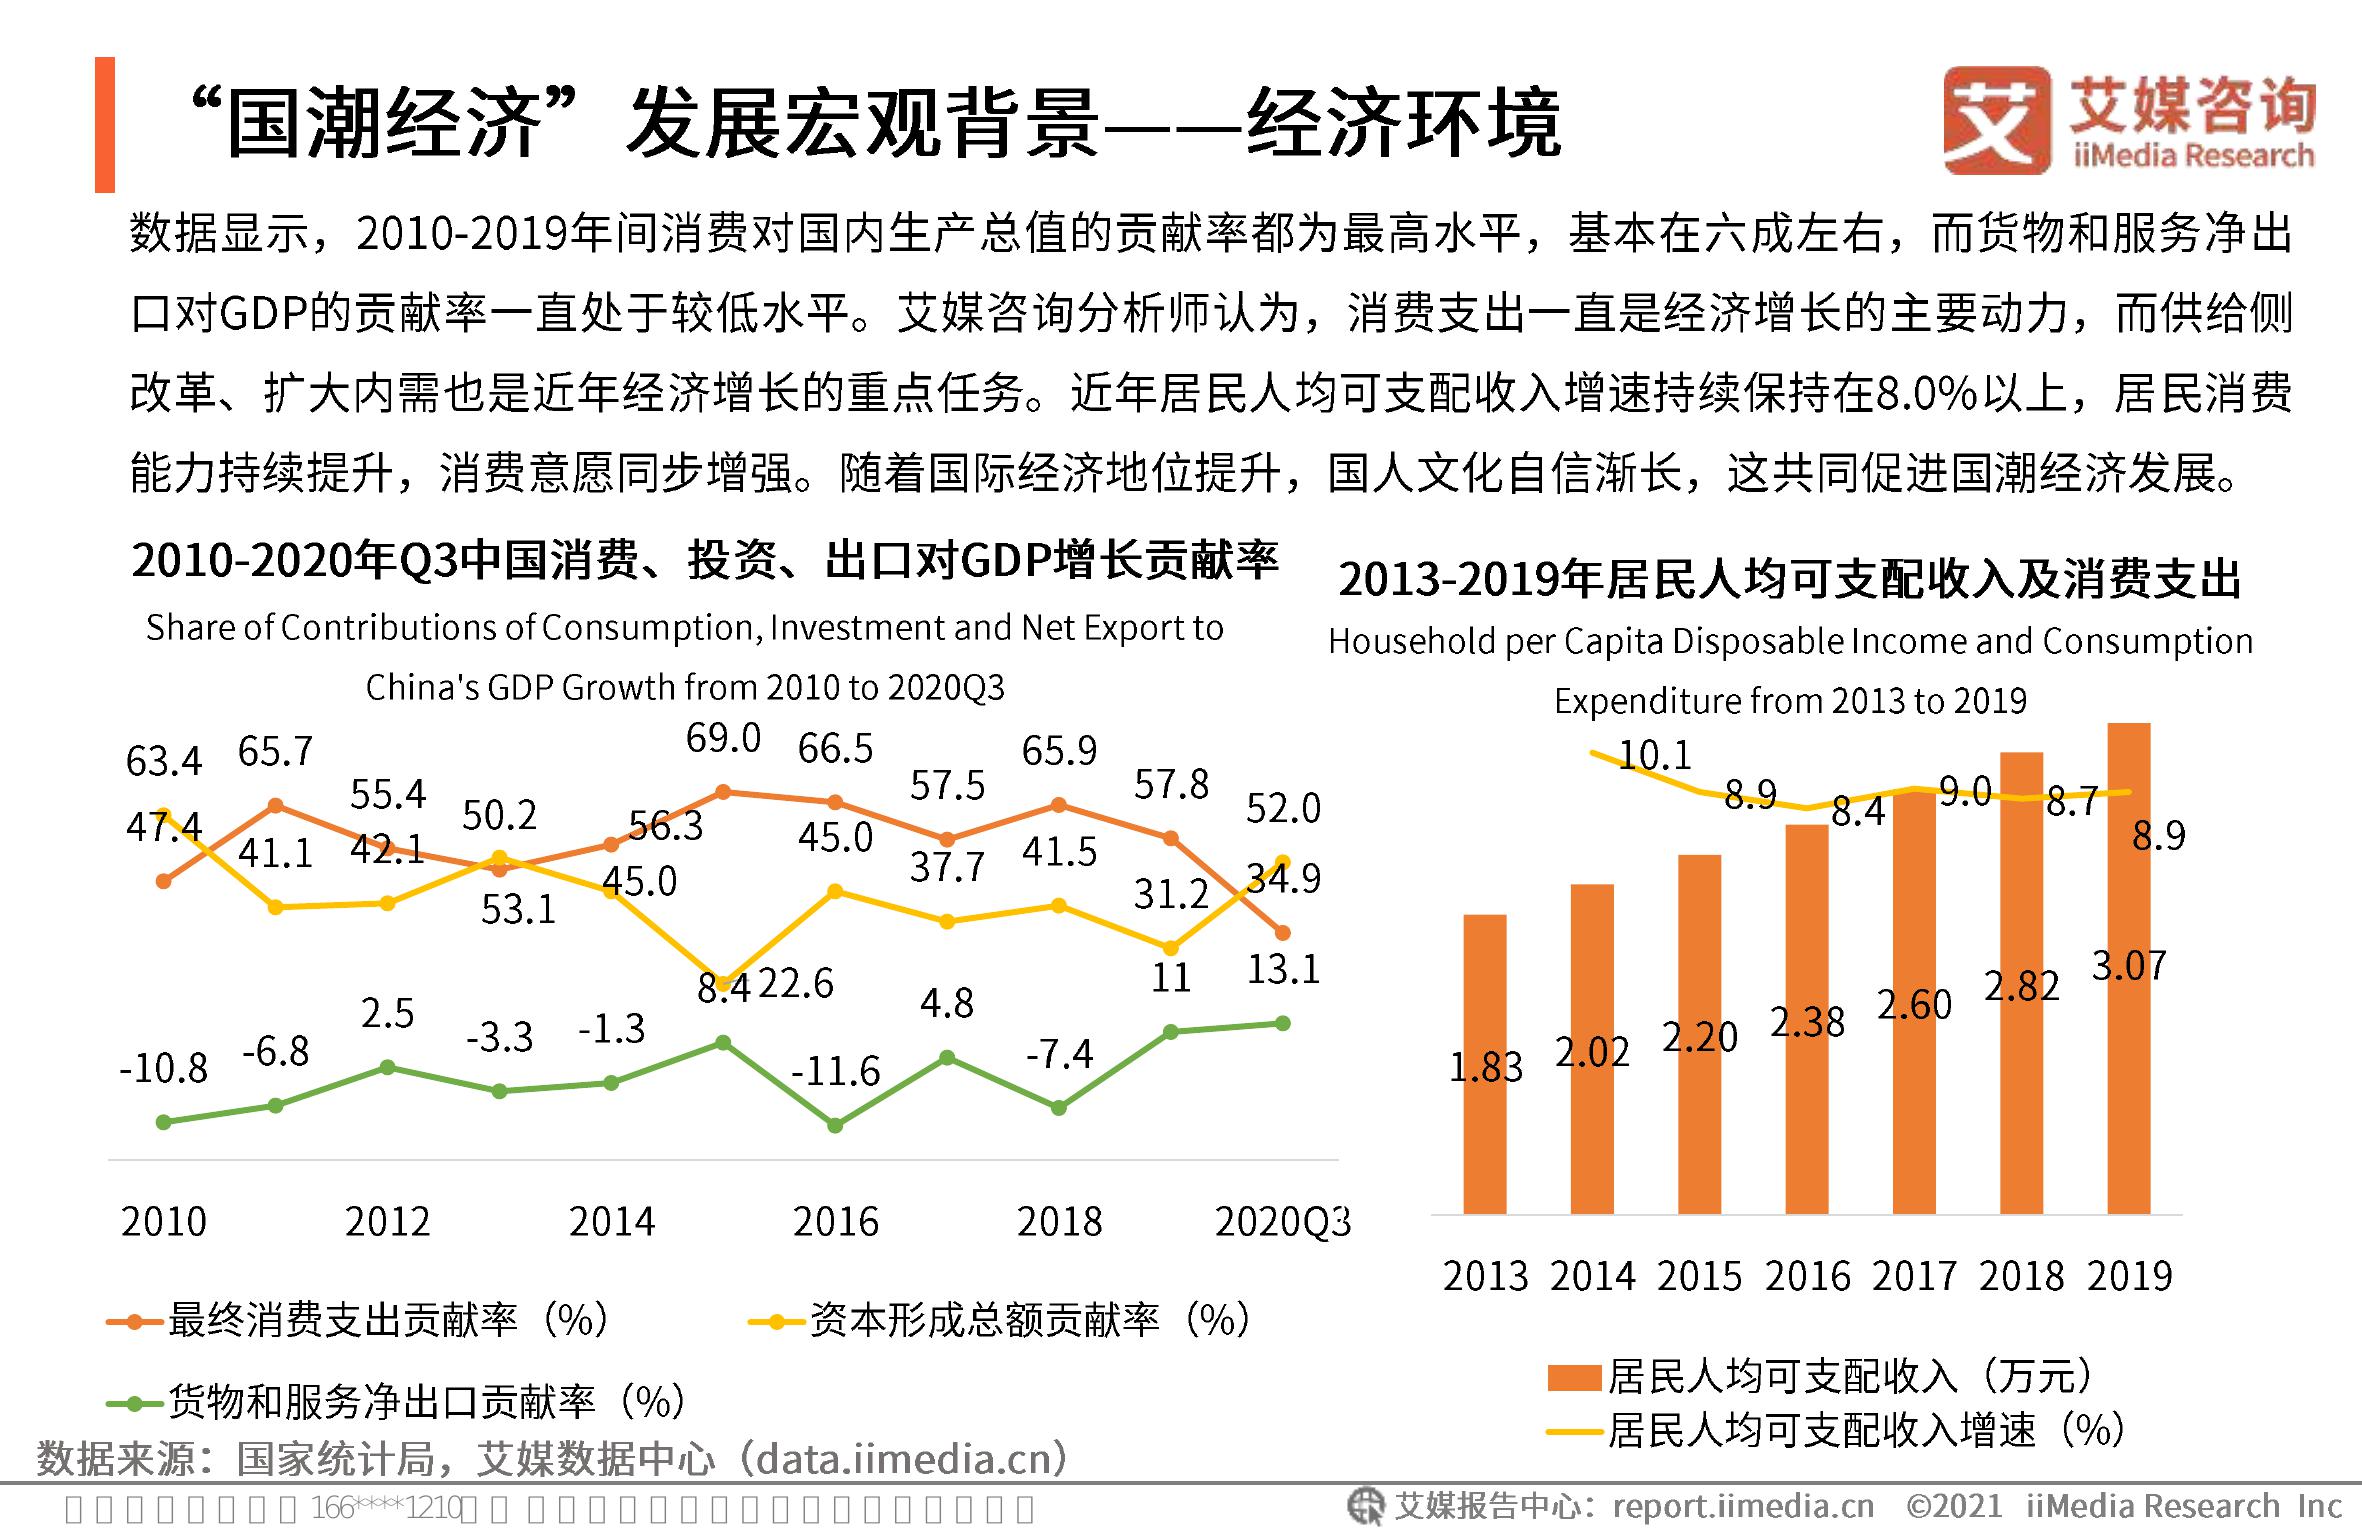 “国潮经济”发展宏观背景——经济环境
艾媒咨询
iiMedia Research
数据显示，2010-2019年间消费对国内生产总值的贡献率都为最高水平，基本在六成左右，而货物和服务净出
口对GDP的贡献率一直处于较低水平。艾媒咨询分析师认为，消费支出一直是经济增长的主要动力，而供给侧
改革、扩大内需也是近年经济增长的重点任务。近年居民人均可支配收入增速持续保持在8.0%以上，居民消费
能力持续提升，消费意愿同步增强。随着国际经济地位提升，国人文化自信渐长，这共同促进国潮经济发展。
2010-2020年Q3中国消费、投资、出口对GDP增长贡献率
Share of Contributions of Consumption, Investment and Net Export to
China's GDP Growth from 2010 to 2020Q3
63.4 65.7 55.4 50.2 56.3 69.0 66.5 57.5 65.9 57.8 52.0
47.4 41.1 42.1 53.1 45.0 22.6 45.0 37.7 41.5 31.2 34.9
-10.8 -6.8 2.5 -3.3 -1.3 8.4 -11.6 4.8 -7.4 11 13.1
2010 2012 2014 2016 2018 2020Q3
最终消费支出贡献率（%） 资本形成总额贡献率（%）
货物和服务净出口贡献率（%）
2013-2019年居民人均可支配收入及消费支出
Household per Capita Disposable Income and Consumption
Expenditure from 2013 to 2019
10.1 8.9 8.4 9.0 8.7 8.9
1.83 2.02 2.20 2.38 2.60 2.82 3.07
2013 2014 2015 2016 2017 2018 2019
居民人均可支配收入（万元）
居民人均可支配收入增速（%）
数据来源：国家统计局，艾媒数据中心（data.iimedia.cn）
166****1210
艾媒报告中心：report.iimedia.cn ©2021 iiMedia Research Inc